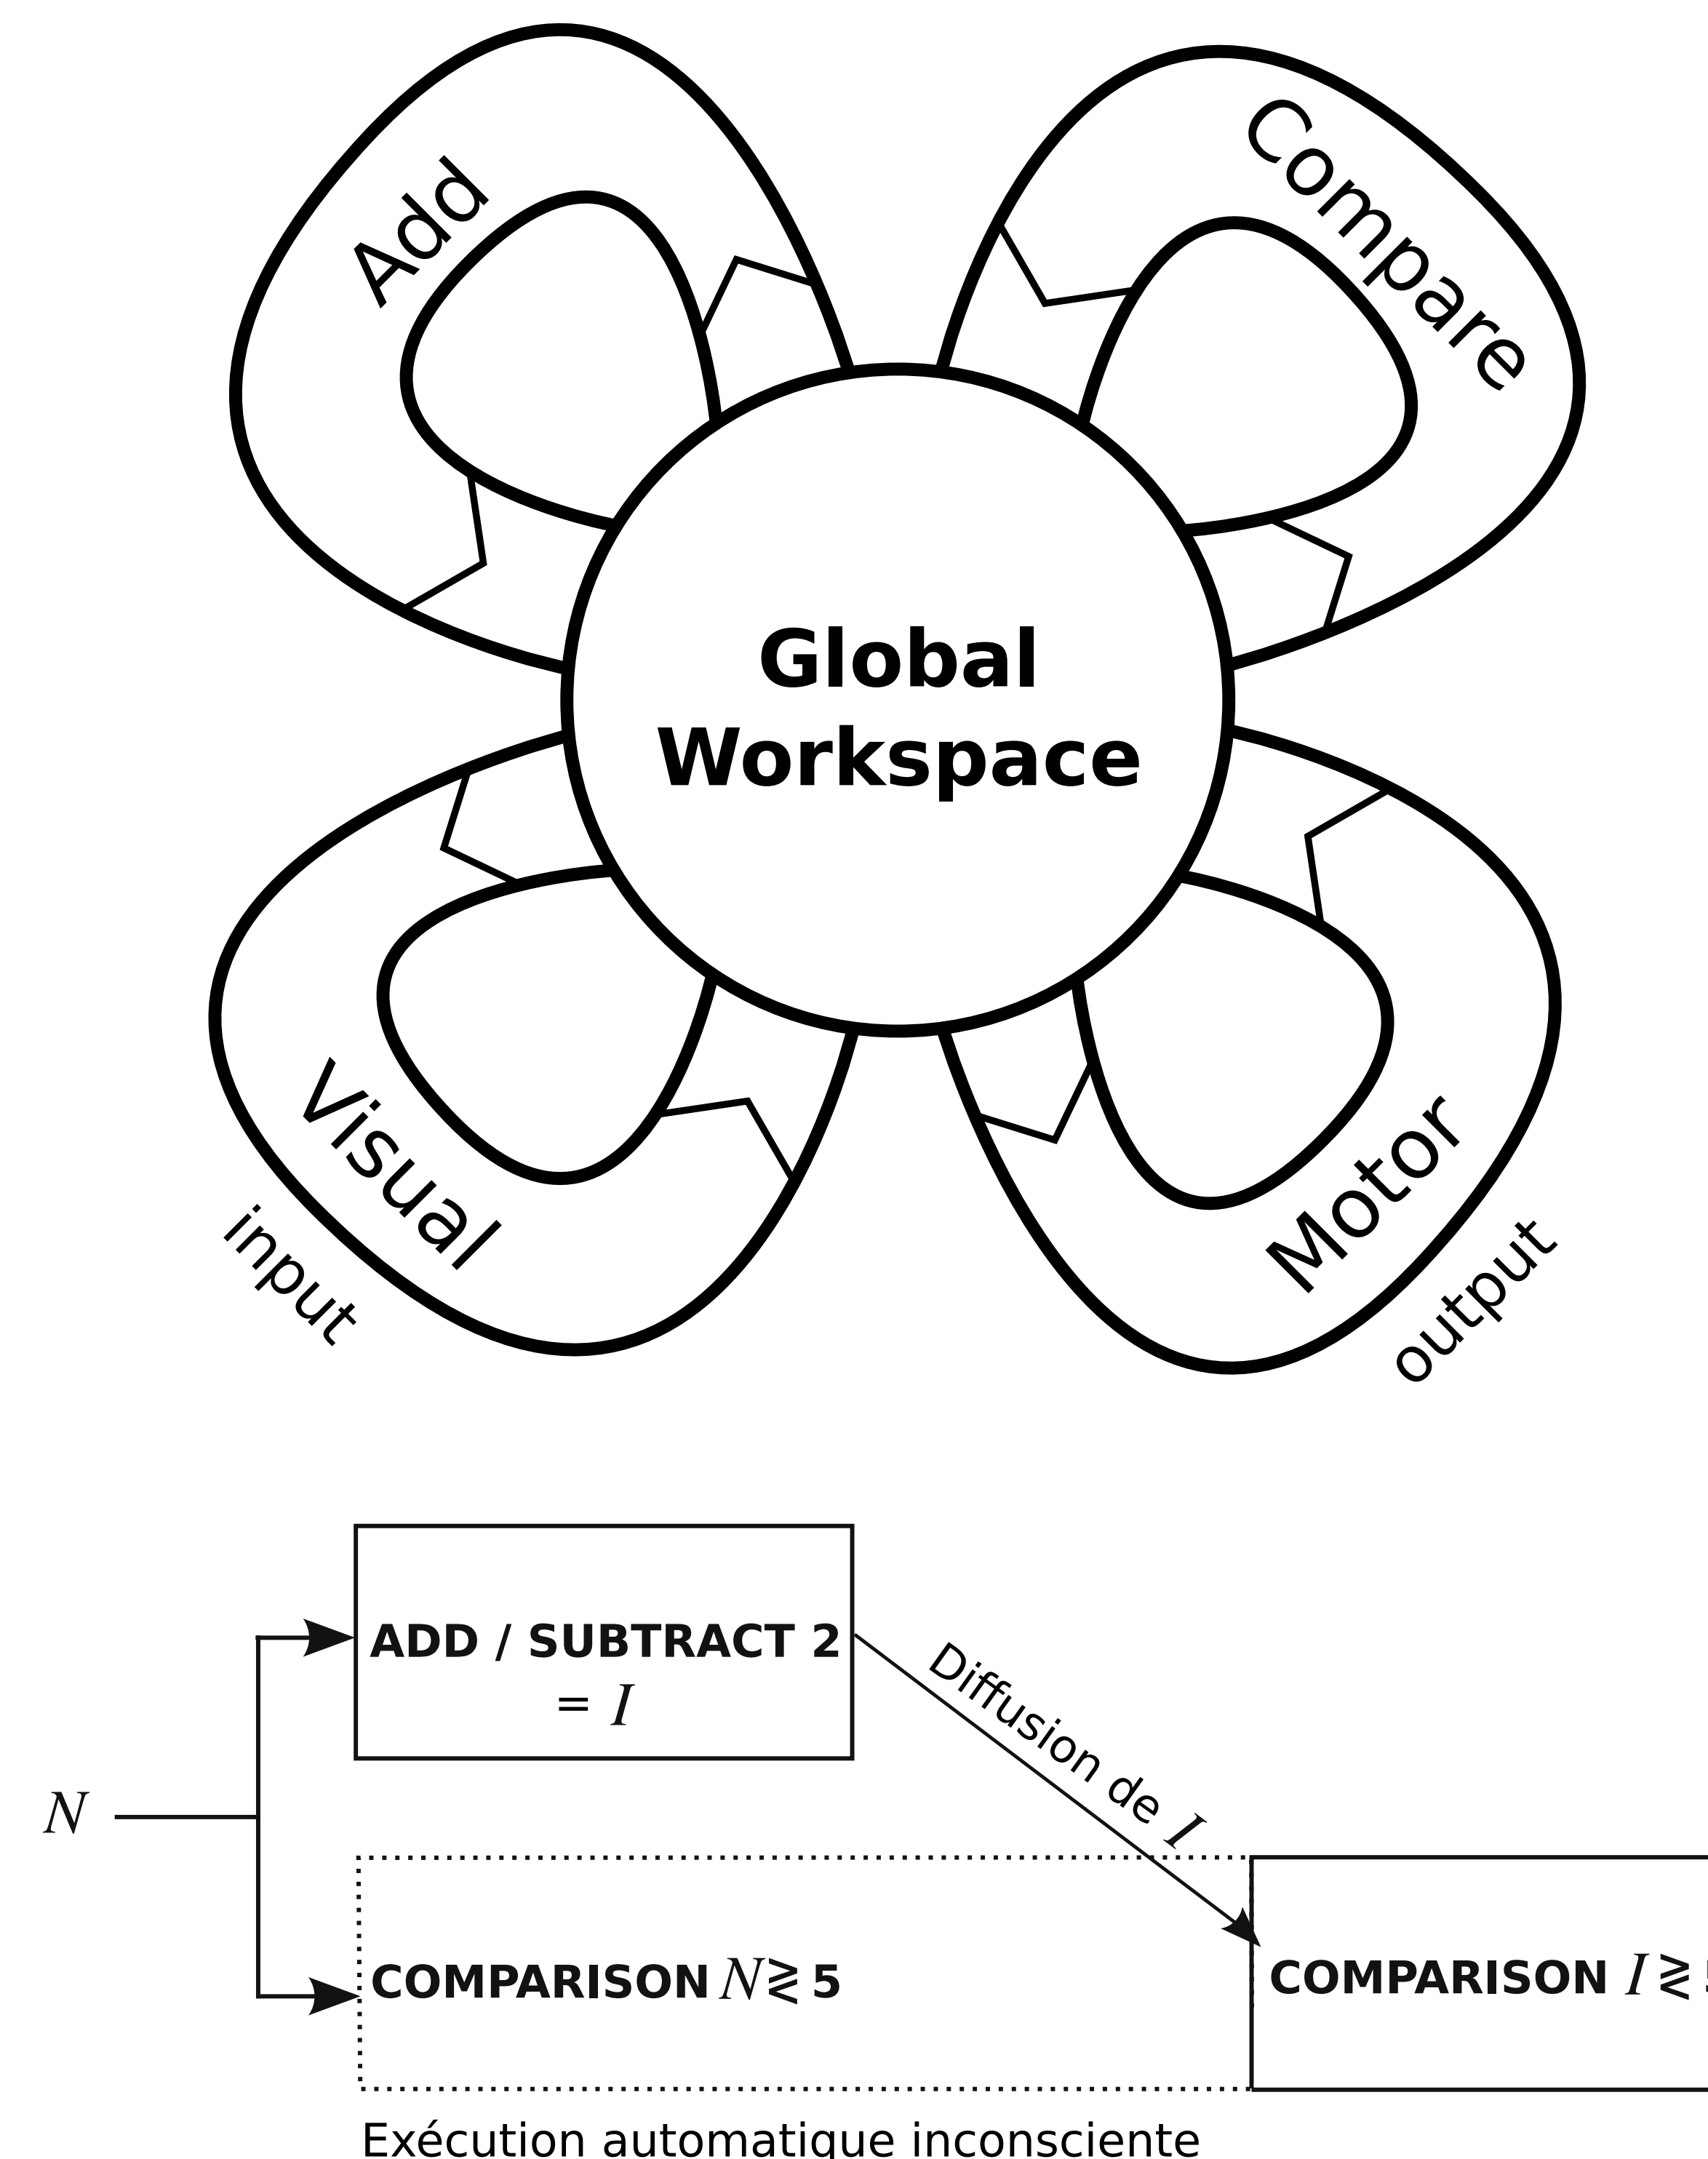 Add
Compare
Global
Workspace
Visual
input
Motor
output
ADD / SUBTRACT 2
= I
Diffusion de I
N
COMPARISON N ≷ 5
COMPARISON I ≷
Exécution automatique inconsciente